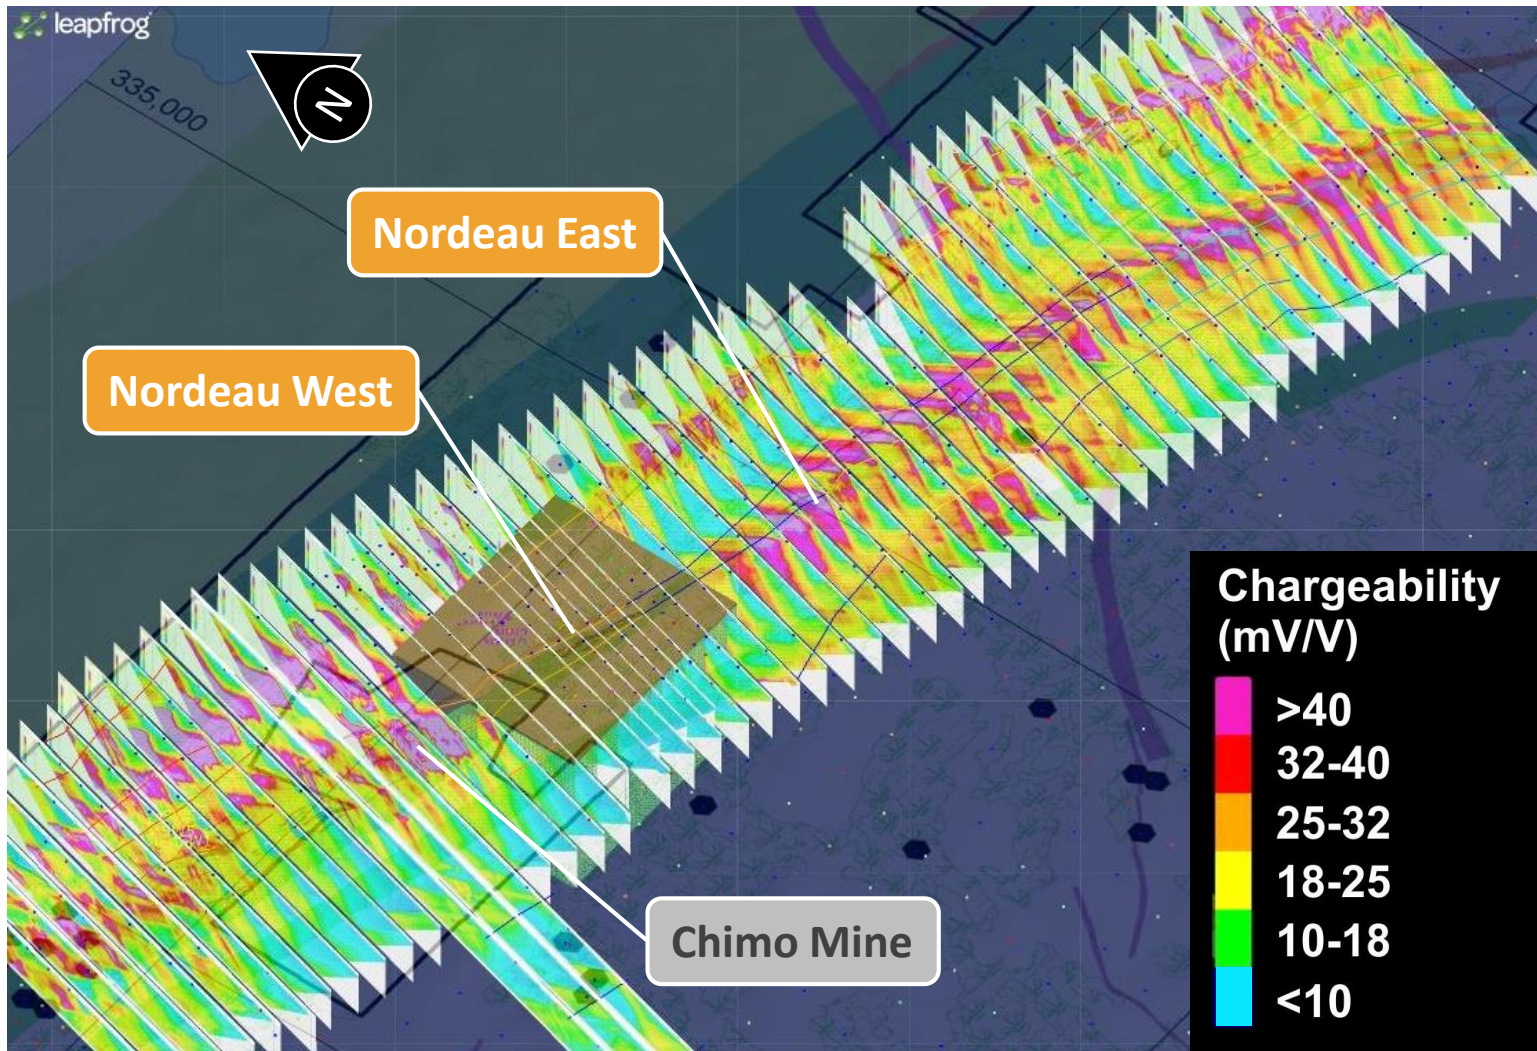 leapfrog
335,000
N
Nordeau East
Nordeau West
Chimo Mine
Chargeability
(mV/V)
>40
32-40
25-32
18-25
10-18
<10